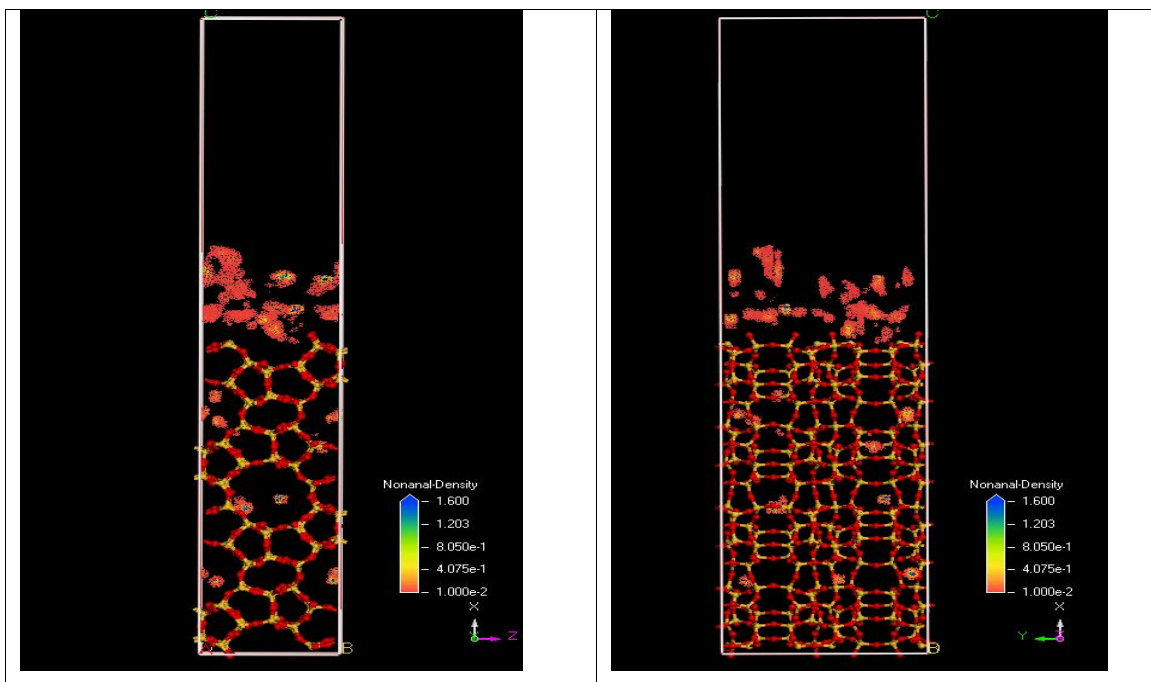 C
Nonanal-Density
1.600
1.203
8.050e-1
4.075e-1
1.000e-2
X
Z
B
C
Nonanal-Density
1.600
1.203
8.050e-1
4.075e-1
1.000e-2
X
Y